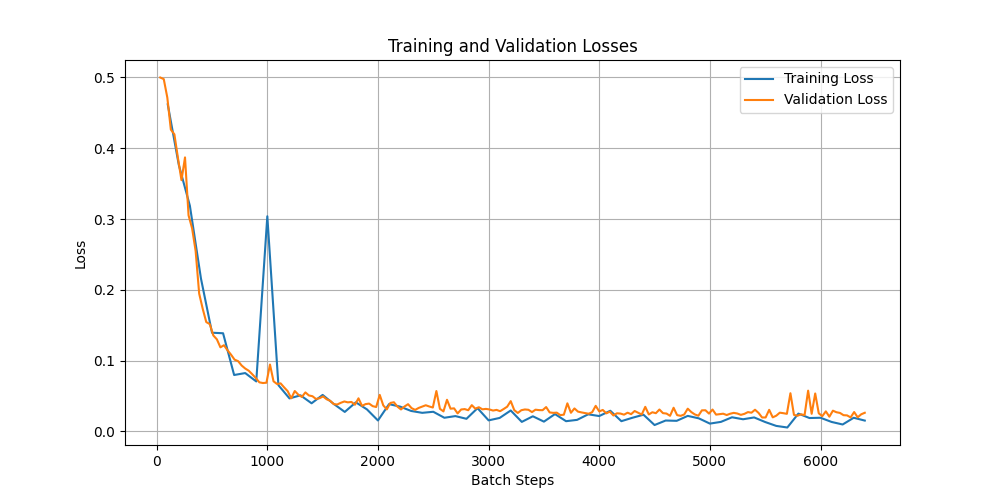 Training and Validation Losses
Training Loss
Validation Loss
Loss
0.5
0.4
0.3
0.2
0.1
0.0
0 1000 2000 3000 4000 5000 6000
Batch Steps